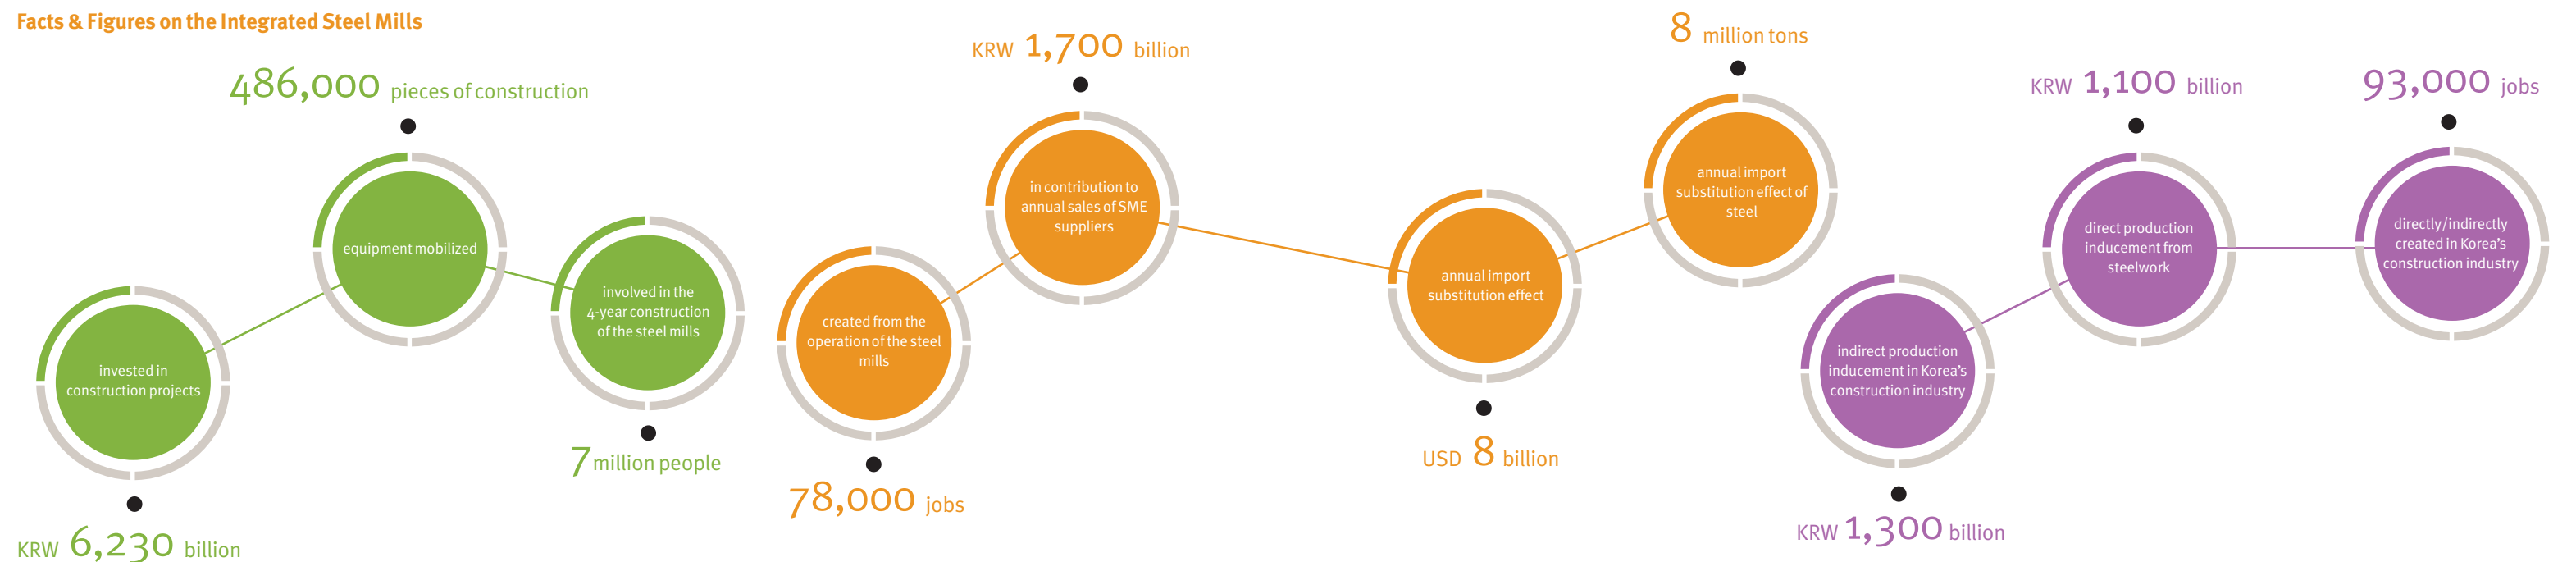 Facts & Figures on the Integrated Steel Mills
invested in
construction projects
KRW 6,230 billion
486,000 pieces of construction
equipment mobilized
involved in the
4-year construction
of the steel mills
7 million people
created from the
operation of the steel
mills
78,000 jobs
KRW 1,700 billion
in contribution to
annual sales of SME
suppliers
annual import
substitution effect
USD 8 billion
8 million tons
annual import
substitution effect of
steel
indirect production
inducement in Korea's
construction industry
KRW 1,300 billion
KRW 1,100 billion
direct production
inducement from
steelwork
93,000 jobs
directly/indirectly
created in Korea's
construction industry